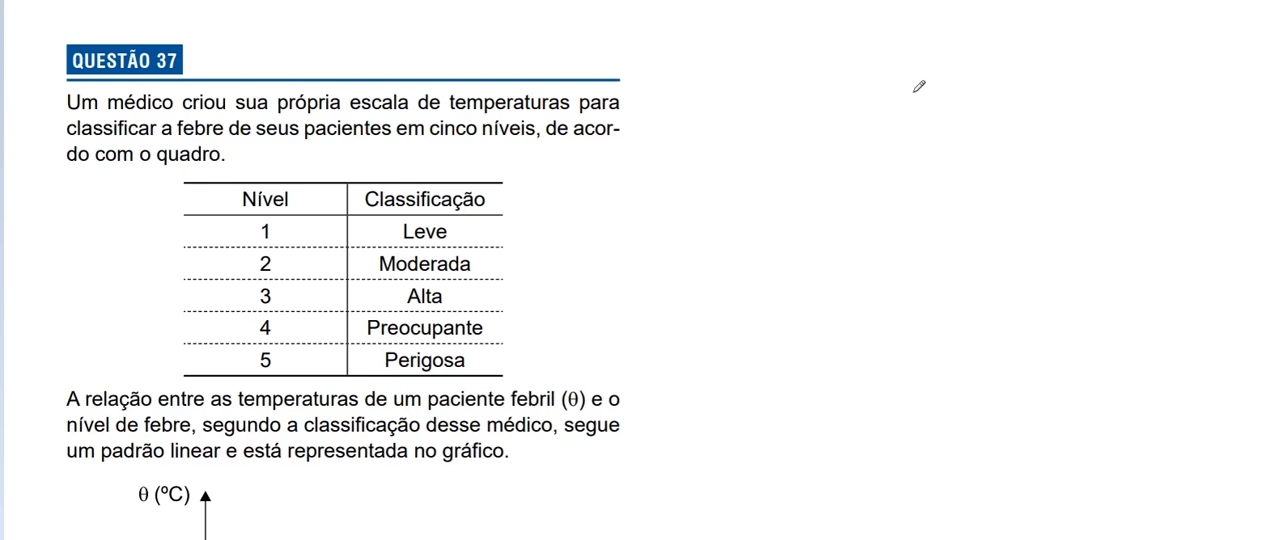 QUESTÃO 37
Um médico criou sua própria escala de temperaturas para
classificar a febre de seus pacientes em cinco níveis, de acor-
do com o quadro.
Nível Classificação
1 Leve
2 Moderada
3 Alta
4 Preocupante
5 Perigosa
A relação entre as temperaturas de um paciente febril (θ) e o
nível de febre, segundo a classificação desse médico, segue
um padrão linear e está representada no gráfico.
θ (ºC)